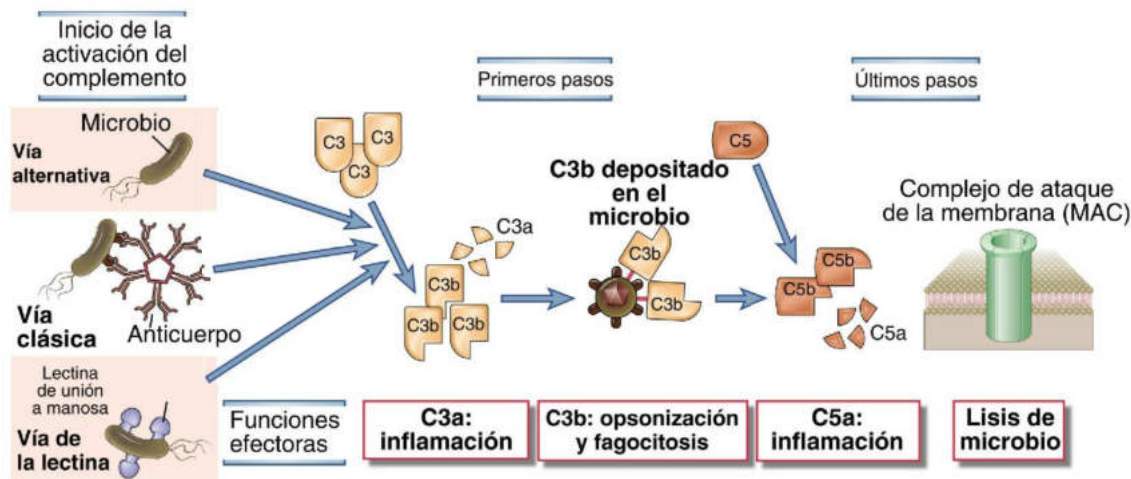 Inicio de la
activación del
complemento
Primeros pasos
Últimos pasos
Microbio
Vía
alternativa
C3
C3
C3
C5
C3b depositado
en el
microbio
Complejo de ataque
de la membrana (MAC)
C3a
C3b
C3b
C3b
C3b
C3b
C5b
C5b
C5a
Vía
clásica
Anticuerpo
Lectina
de unión
a manosa
Vía de
la lectina
Funciones
efectoras
C3a:
inflamación
C3b: opsonización
y fagocitosis
C5a:
inflamación
Lisis de
microbio